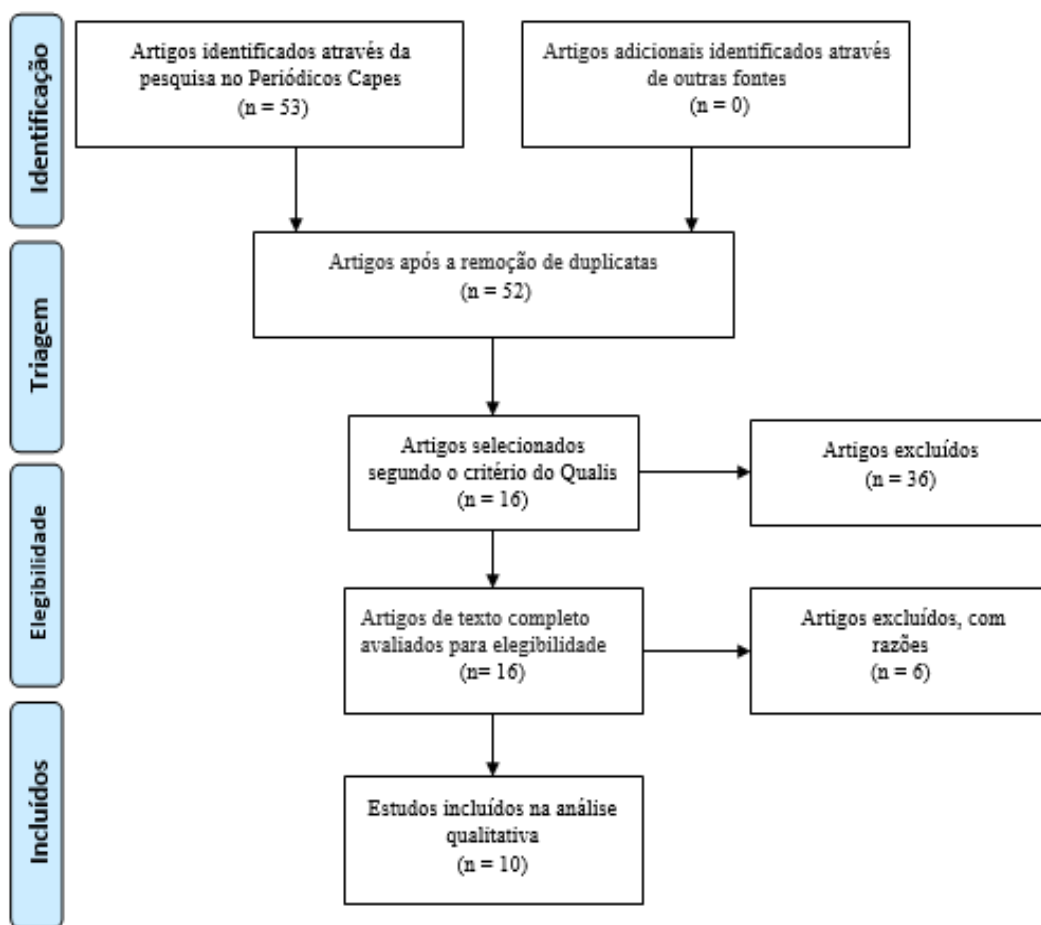 Identificação
Artigos identificados através da
pesquisa no Periódicos Capes
(n = 53)
Artigos adicionais identificados através
de outras fontes
(n = 0)
Triagem
Artigos após a remoção de duplicatas
(n = 52)
Artigos selecionados
segundo o critério do Qualis
(n = 16)
Artigos excluídos
(n = 36)
Elegibilidade
Artigos de texto completo
avaliados para elegibilidade
(n= 16)
Artigos excluídos, com
razões
(n = 6)
Incluídos
Estudos incluídos na análise
qualitativa
(n = 10)